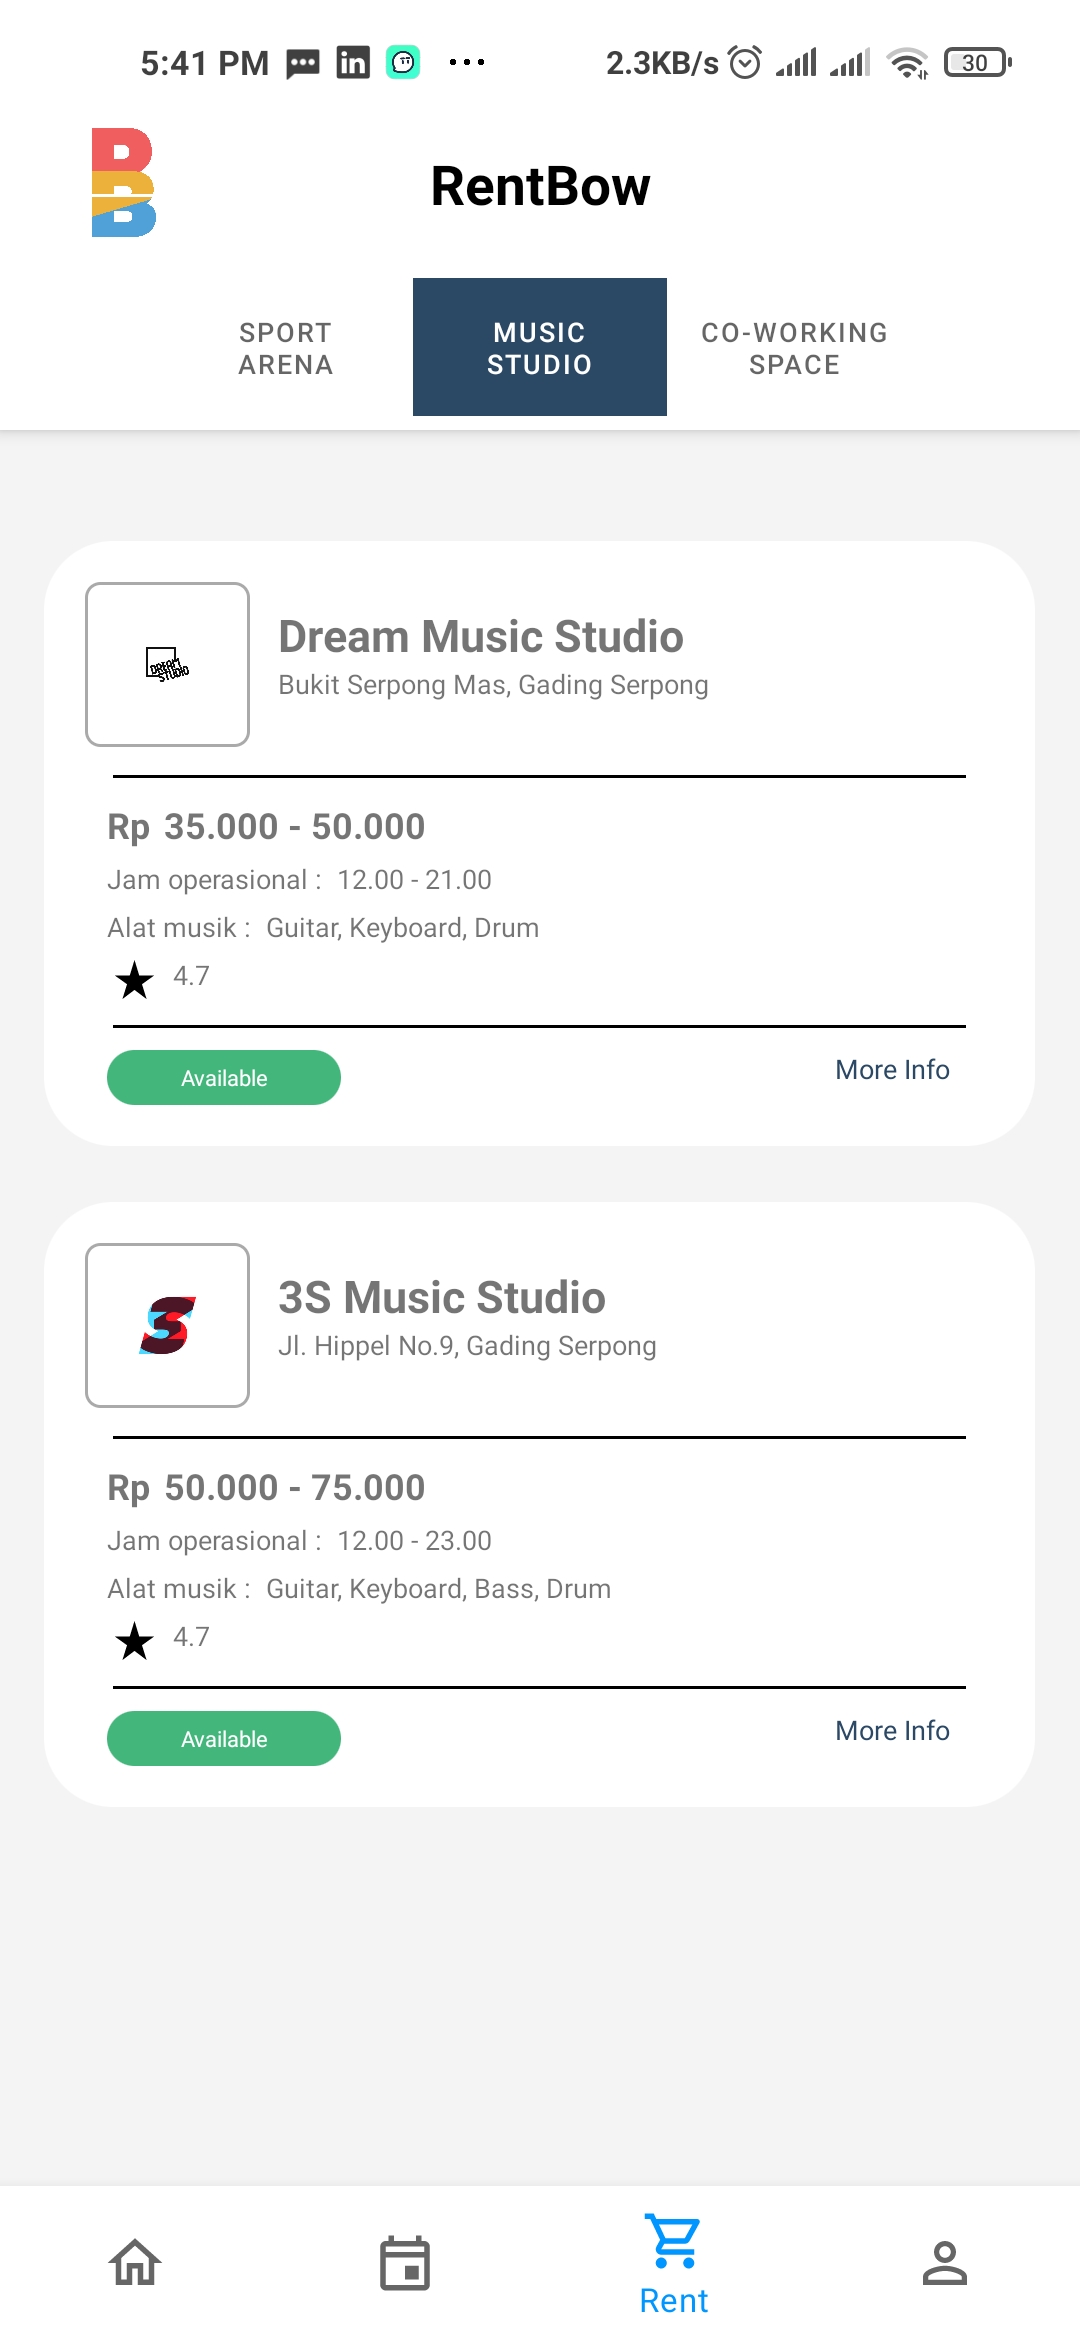 5:41 PM in ... 2.3KB/s 30
RentBow
SPORT ARENA
MUSIC STUDIO
CO-WORKING SPACE
DREAM STUDIO
Dream Music Studio
Bukit Serpong Mas, Gading Serpong
Rp 35.000 - 50.000
Jam operasional : 12.00 - 21.00
Alat musik : Guitar, Keyboard, Drum
★ 4.7
Available
More Info
3S Music Studio
Jl. Hippel No.9, Gading Serpong
Rp 50.000 - 75.000
Jam operasional : 12.00 - 23.00
Alat musik : Guitar, Keyboard, Bass, Drum
★ 4.7
Available
More Info
Rent